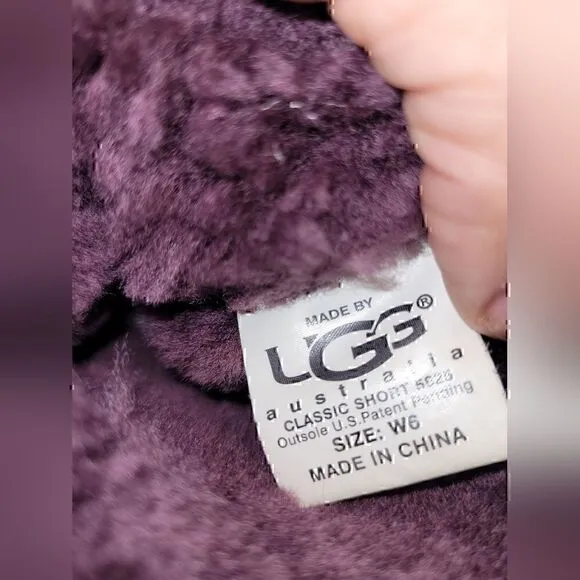 MADE BY
UGG®
australia
CLASSIC SHORT 5825
Outsole U.S.Patent Pending
SIZE: W6
MADE IN CHINA